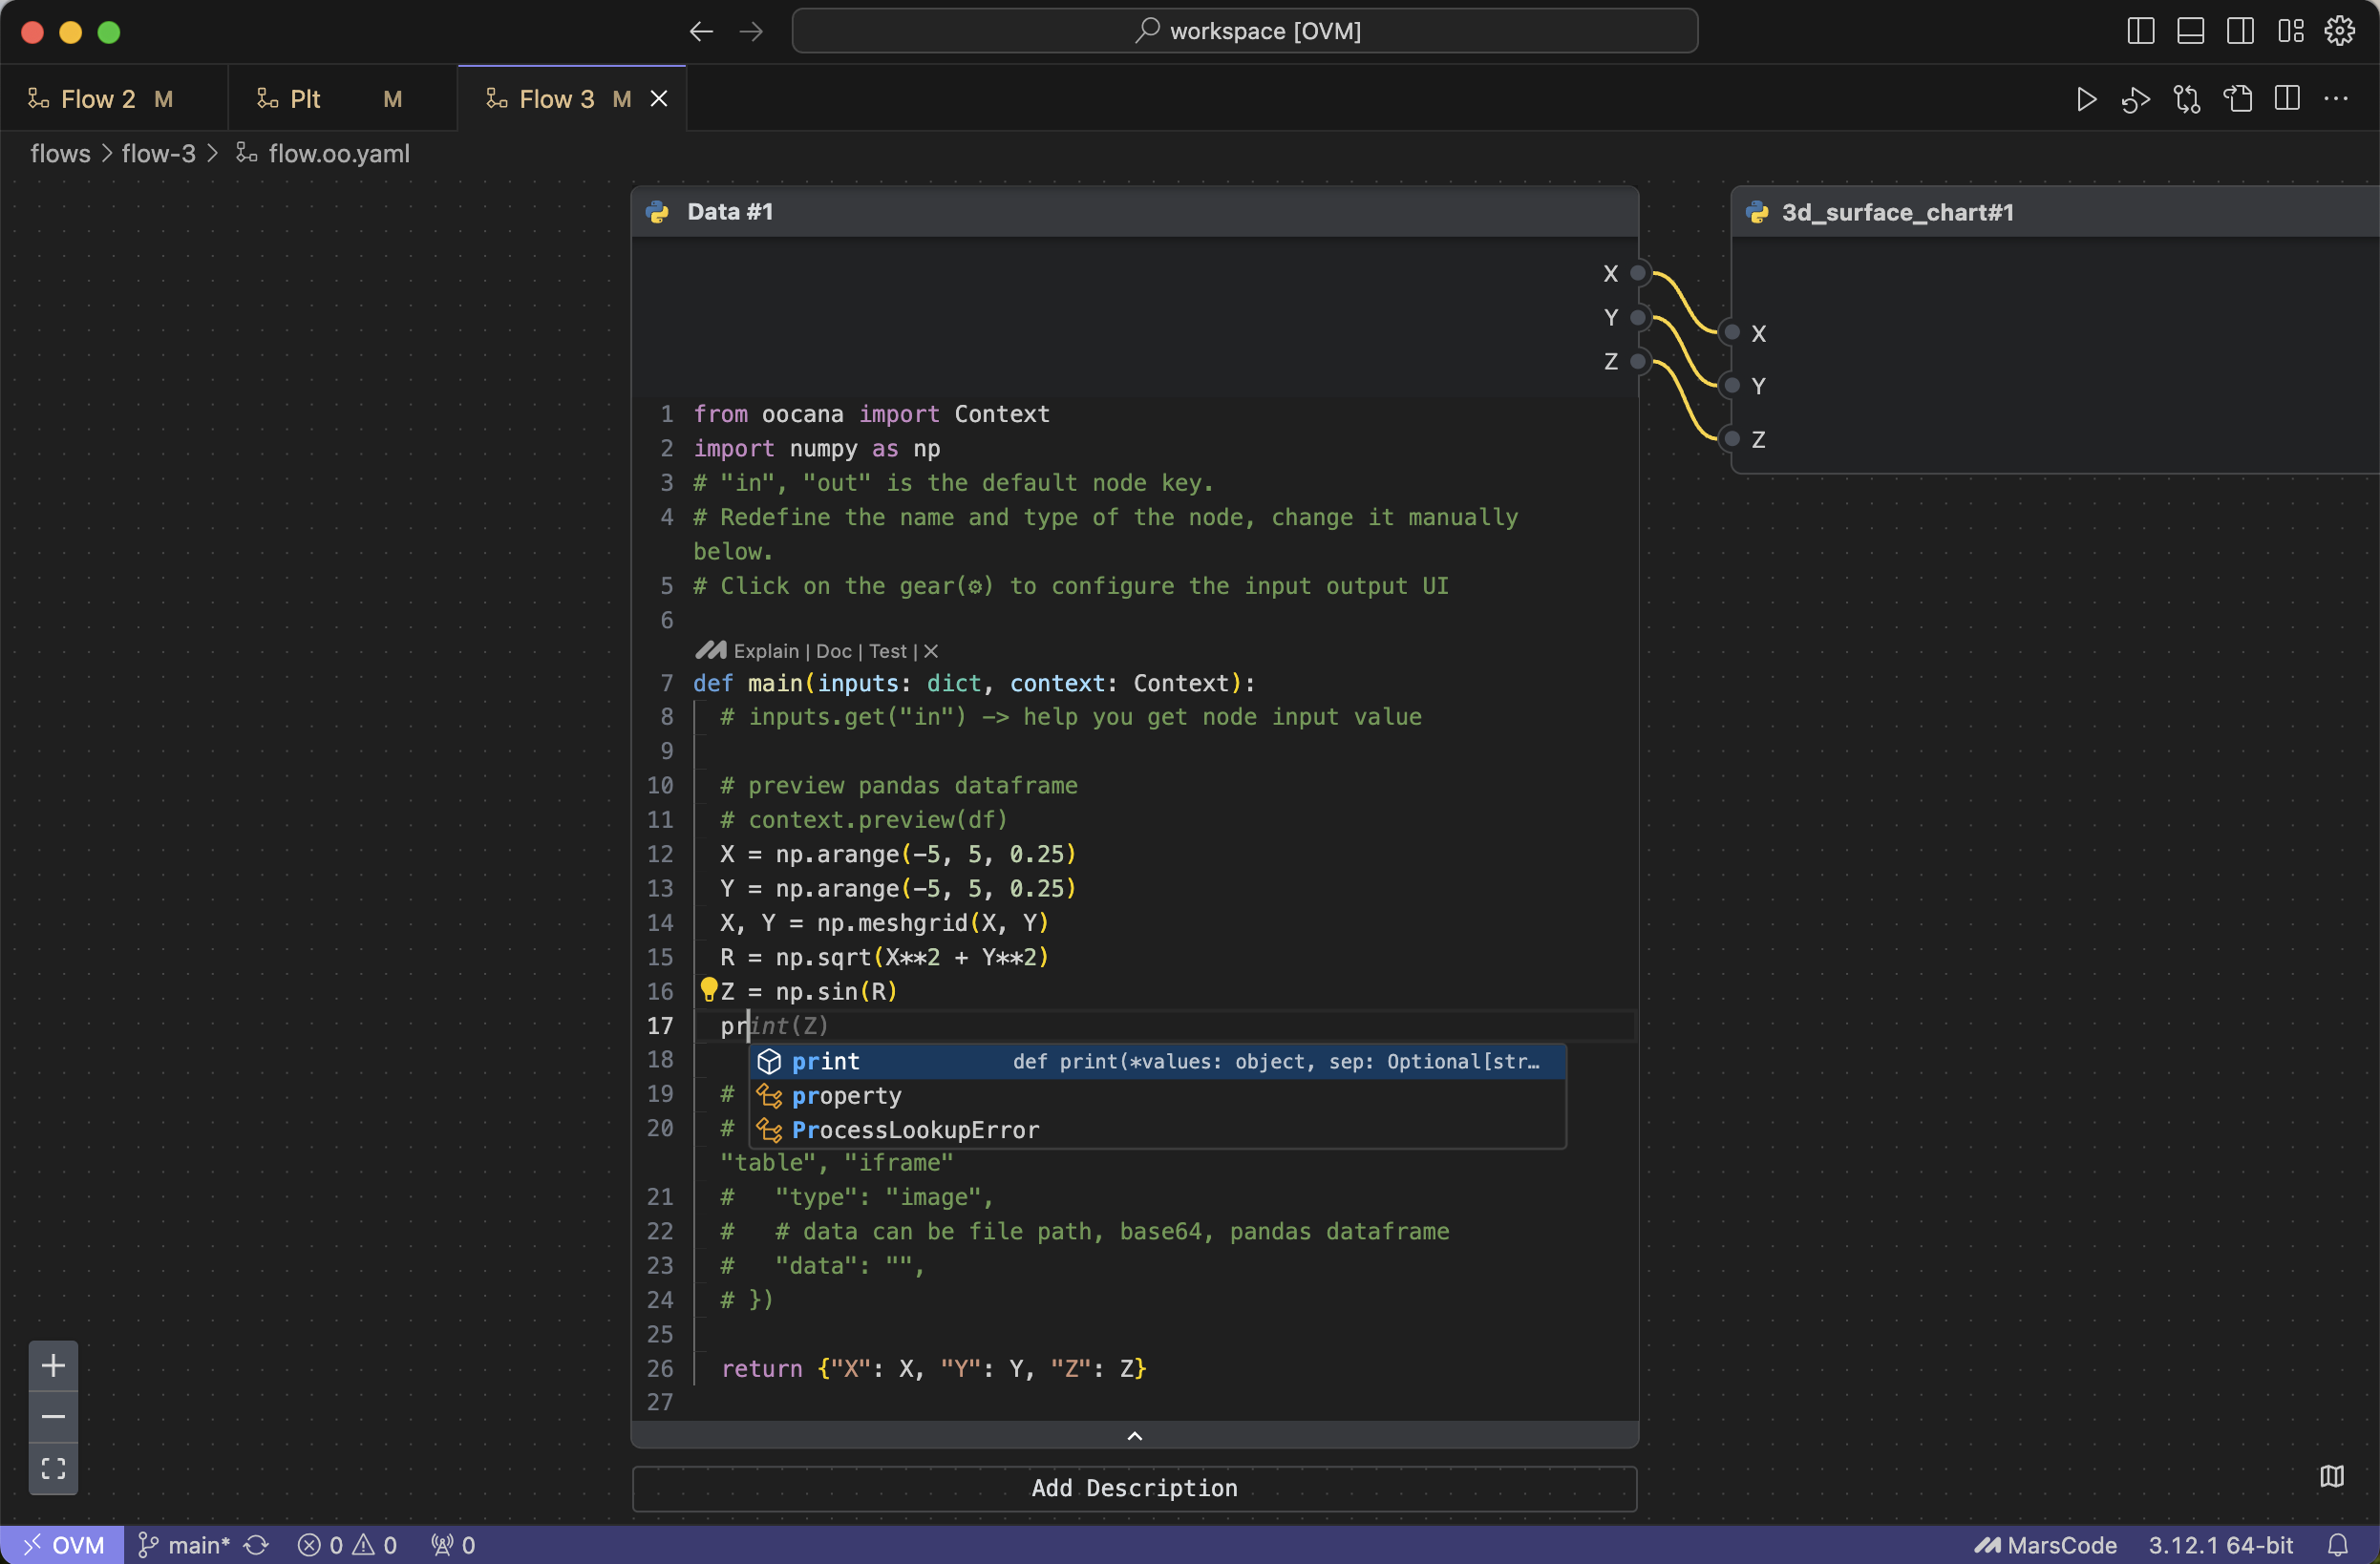 workspace [OVM]
Flow 2 M
Plt M
Flow 3 M
flows > flow-3 > flow.oo.yaml
Data #1
X
Y
Z
3d_surface_chart#1
X
Y
Z
1 from oocana import Context
2 import numpy as np
3 # "in", "out" is the default node key.
4 # Redefine the name and type of the node, change it manually
below.
5 # Click on the gear(⚙) to configure the input output UI
6
Explain | Doc | Test | ×
7 def main(inputs: dict, context: Context):
8 # inputs.get("in") -> help you get node input value
9
10 # preview pandas dataframe
11 # context.preview(df)
12 X = np.arange(-5, 5, 0.25)
13 Y = np.arange(-5, 5, 0.25)
14 X, Y = np.meshgrid(X, Y)
15 R = np.sqrt(X**2 + Y**2)
16 Z = np.sin(R)
17 print(Z)
18
print def print(*values: object, sep: Optional[str…
19 #
property
20 #
ProcessLookupError
"table", "iframe"
21 # "type": "image",
22 # # data can be file path, base64, pandas dataframe
23 # "data": "",
24 # })
25
26 return {"X": X, "Y": Y, "Z": Z}
27
Add Description
OVM main* 0 0 0
MarsCode 3.12.1 64-bit